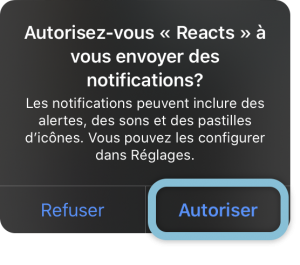 Autorisez-vous « Reacts » à
vous envoyer des
notifications?
Les notifications peuvent inclure des
alertes, des sons et des pastilles
d’icônes. Vous pouvez les configurer
dans Réglages.
Refuser
Autoriser